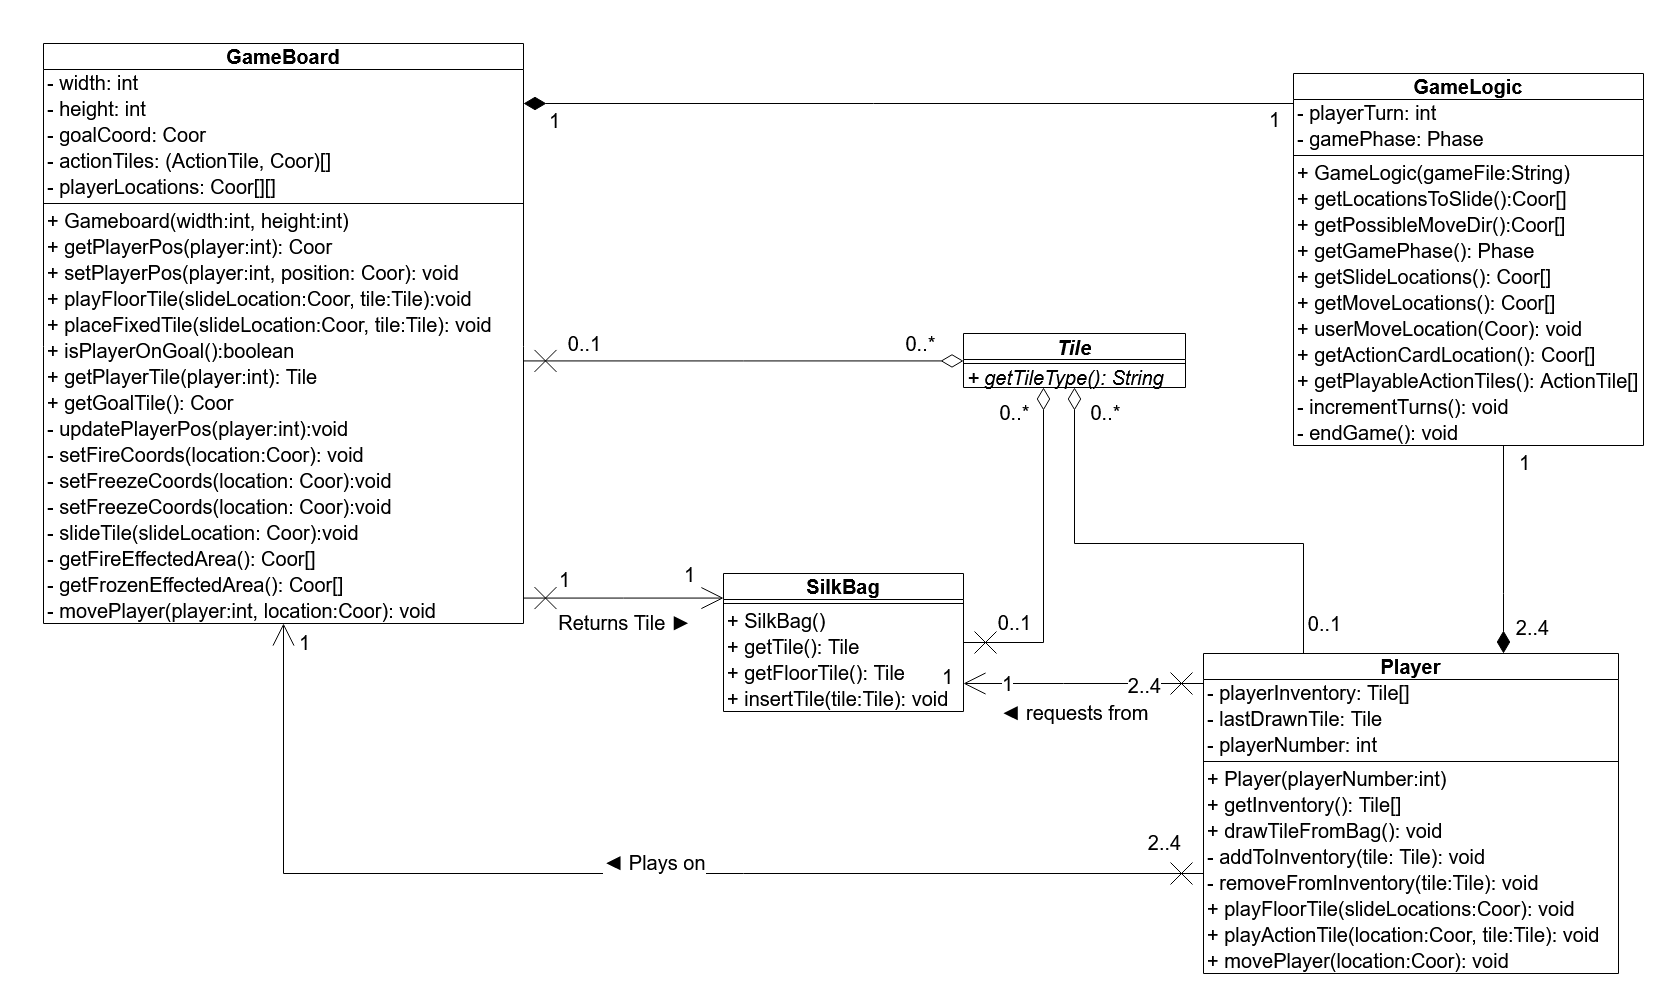 GameBoard
- width: int
- height: int
- goalCoord: Coor
- actionTiles: (ActionTile, Coor)[]
- playerLocations: Coor[][]
+ Gameboard(width:int, height:int)
+ getPlayerPos(player:int): Coor
+ setPlayerPos(player:int, position: Coor): void
+ playFloorTile(slideLocation:Coor, tile:Tile):void
+ placeFixedTile(slideLocation:Coor, tile:Tile): void
+ isPlayerOnGoal():boolean
+ getPlayerTile(player:int): Tile
+ getGoalTile(): Coor
- updatePlayerPos(player:int):void
- setFireCoords(location:Coor): void
- setFreezeCoords(location: Coor):void
- setFreezeCoords(location: Coor):void
- slideTile(slideLocation: Coor):void
- getFireEffectedArea(): Coor[]
- getFrozenEffectedArea(): Coor[]
- movePlayer(player:int, location:Coor): void
1
1
GameLogic
- playerTurn: int
- gamePhase: Phase
+ GameLogic(gameFile:String)
+ getLocationsToSlide():Coor[]
+ getPossibleMoveDir():Coor[]
+ getGamePhase(): Phase
+ getSlideLocations(): Coor[]
+ getMoveLocations(): Coor[]
+ userMoveLocation(Coor): void
+ getActionCardLocation(): Coor[]
+ getPlayableActionTiles(): ActionTile[]
- incrementTurns(): void
- endGame(): void
0..1
0..*
Tile
+ getTileType(): String
0..*
0..*
1
1
1
Returns Tile ►
SilkBag
+ SilkBag()
+ getTile(): Tile
+ getFloorTile(): Tile
+ insertTile(tile:Tile): void
0..1
0..1
2..4
1
1
2..4
◄ requests from
1
Player
- playerInventory: Tile[]
- lastDrawnTile: Tile
- playerNumber: int
+ Player(playerNumber:int)
+ getInventory(): Tile[]
+ drawTileFromBag(): void
- addToInventory(tile: Tile): void
- removeFromInventory(tile:Tile): void
+ playFloorTile(slideLocations:Coor): void
+ playActionTile(location:Coor, tile:Tile): void
+ movePlayer(location:Coor): void
2..4
◄ Plays on